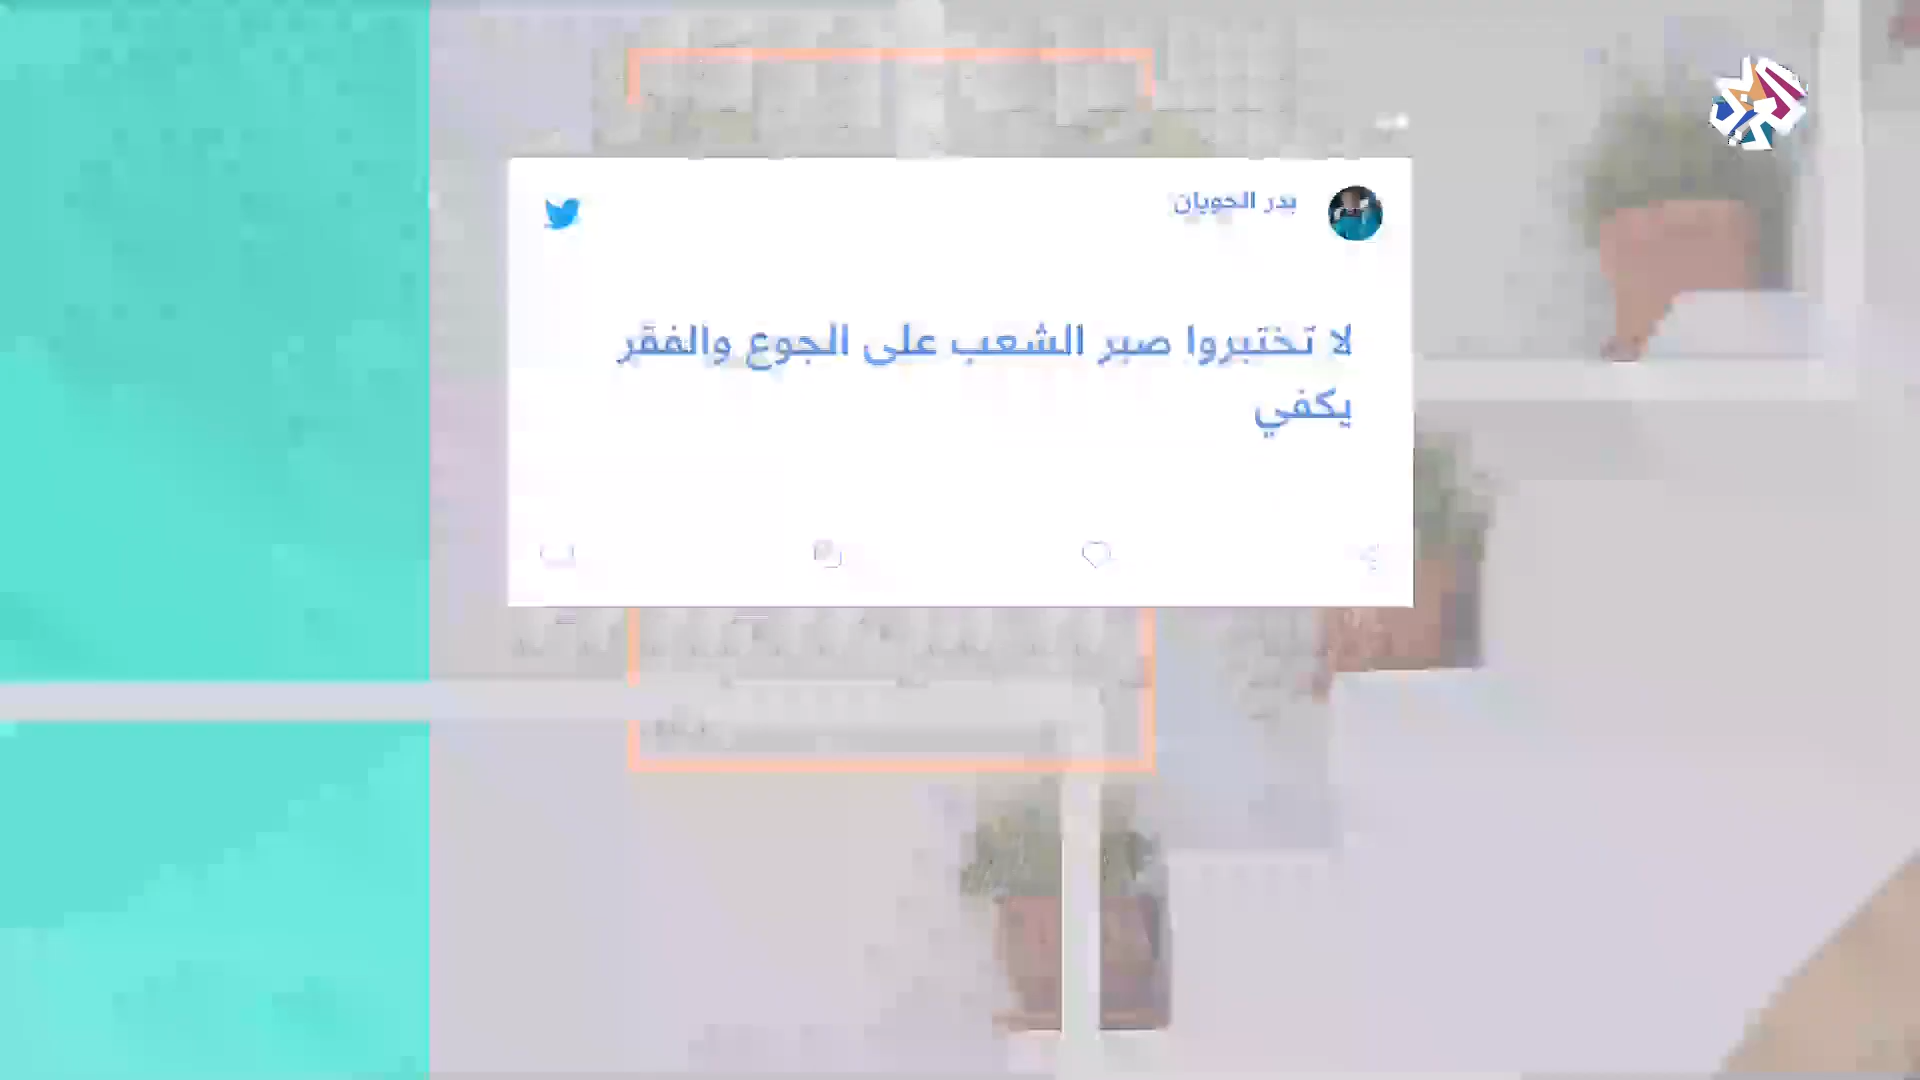 بدر الحويان
لا تختبروا صبر الشعب على الجوع والفقر
يكفي